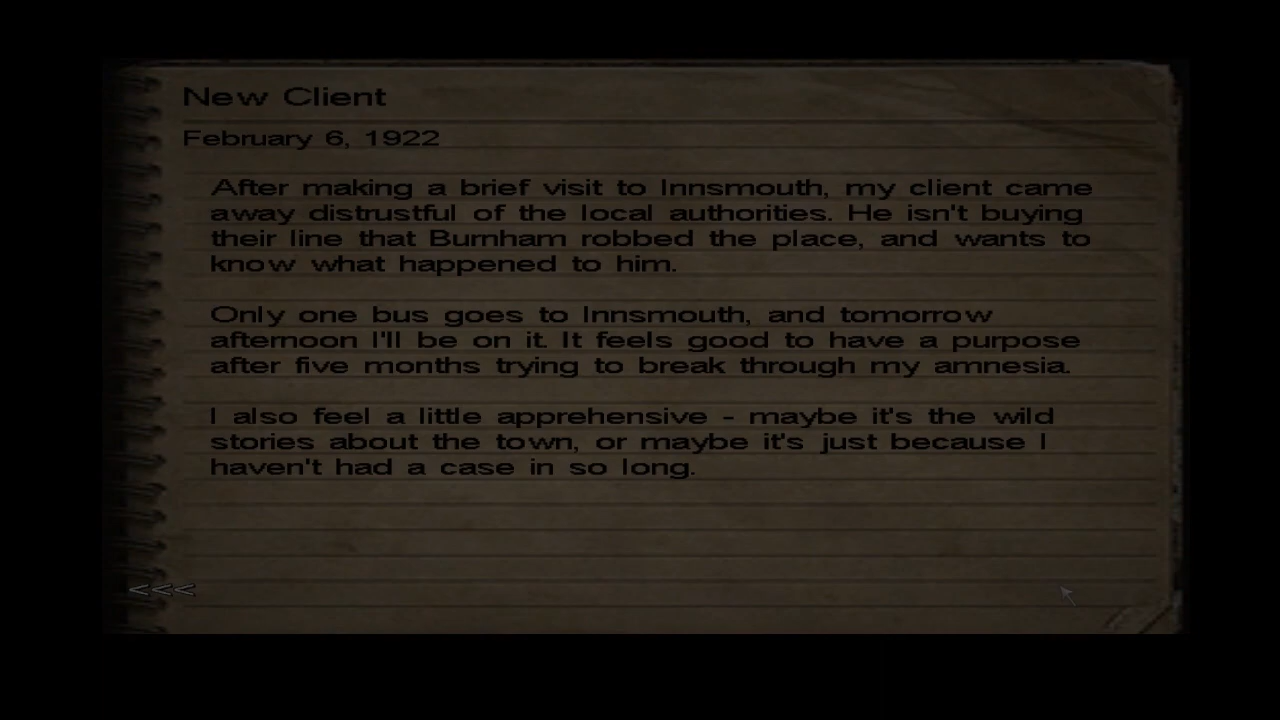 New Client
February 6, 1922
After making a brief visit to Innsmouth, my client came
away distrustful of the local authorities. He isn't buying
their line that Burnham robbed the place, and wants to
know what happened to him.
Only one bus goes to Innsmouth, and tomorrow
afternoon I'll be on it. It feels good to have a purpose
after five months trying to break through my amnesia.
I also feel a little apprehensive - maybe it's the wild
stories about the town, or maybe it's just because I
haven't had a case in so long.
<<<